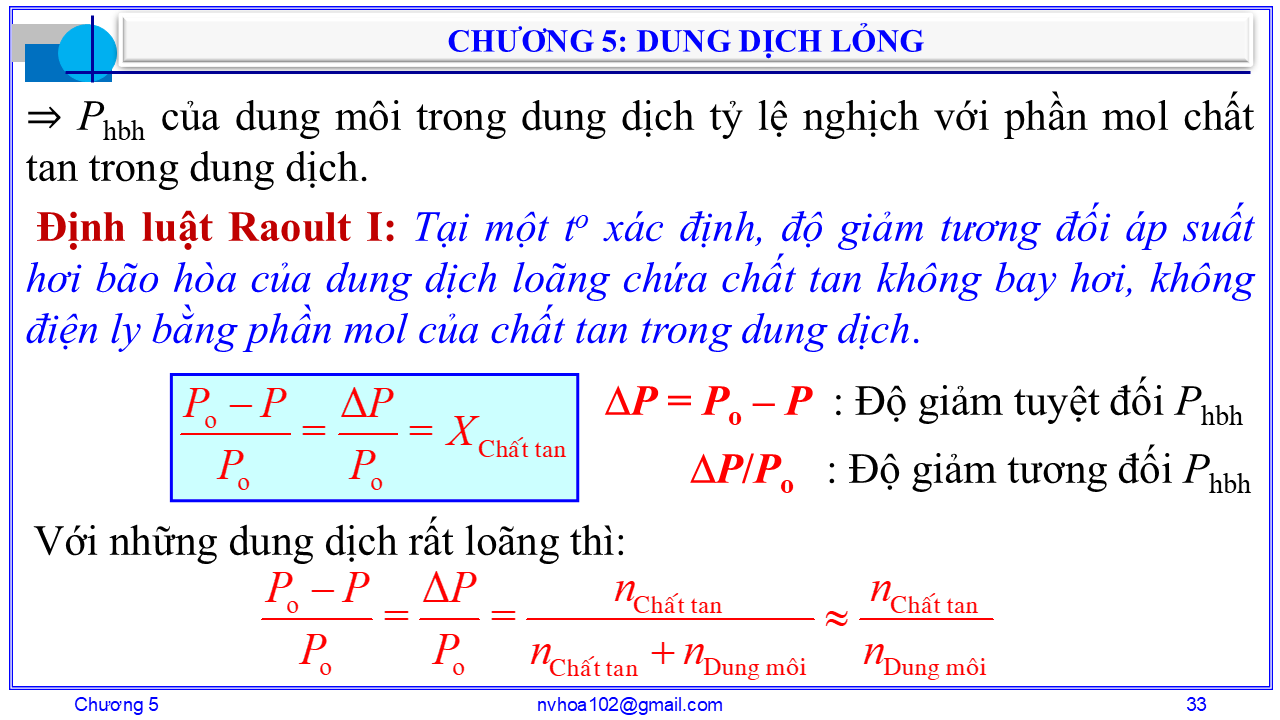 CHƯƠNG 5: DUNG DỊCH LỎNG
⇒ Phbh của dung môi trong dung dịch tỷ lệ nghịch với phần mol chất
tan trong dung dịch.
Định luật Raoult I: Tại một tº xác định, độ giảm tương đối áp suất
hơi bão hòa của dung dịch loãng chứa chất tan không bay hơi, không
điện ly bằng phần mol của chất tan trong dung dịch.
(Po – P)/Po = ΔP/Po = XChất tan
ΔP = Po – P : Độ giảm tuyệt đối Phbh
ΔP/Po : Độ giảm tương đối Phbh
Với những dung dịch rất loãng thì:
(Po – P)/Po = ΔP/Po = nChất tan/(nChất tan + nDung môi) ≈ nChất tan/nDung môi
Chương 5 nvhoa102@gmail.com 33